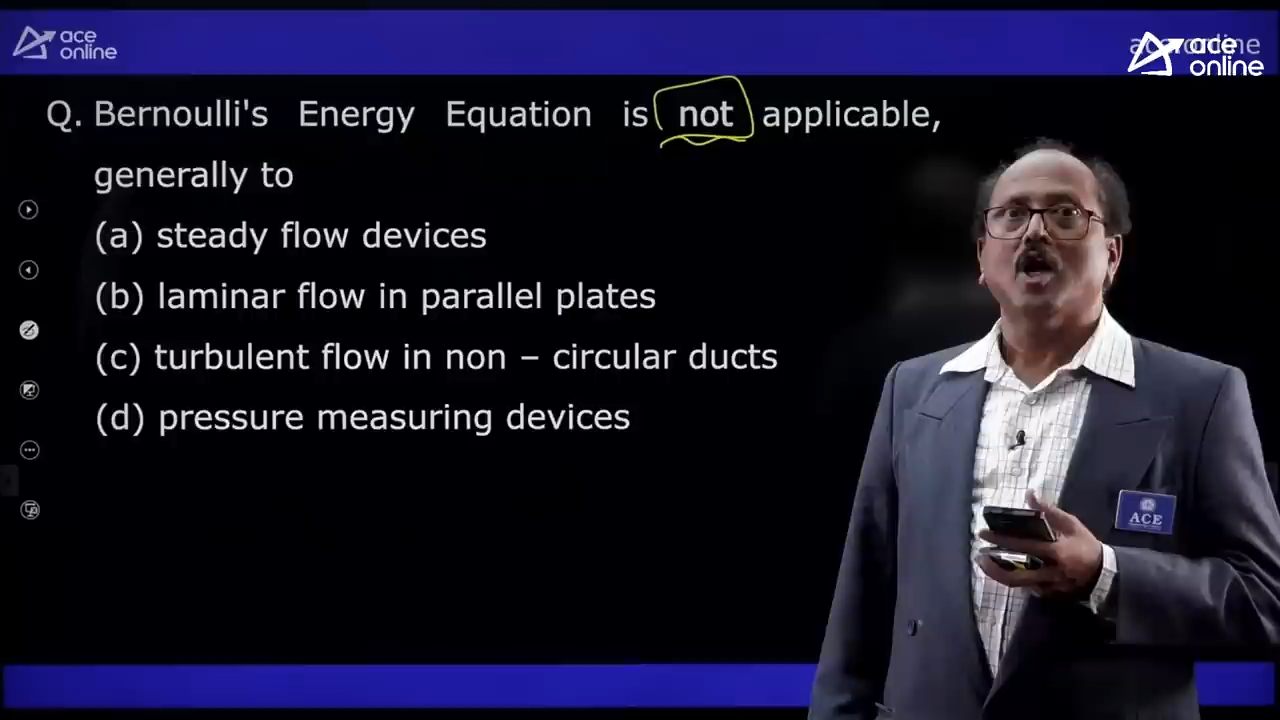 ace
online
ace
online
Q. Bernoulli's Energy Equation is not applicable,
generally to
(a) steady flow devices
(b) laminar flow in parallel plates
(c) turbulent flow in non – circular ducts
(d) pressure measuring devices
ACE